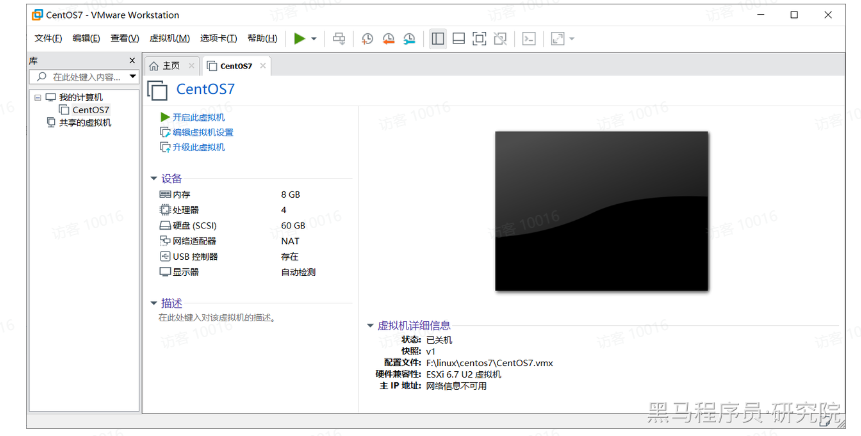 CentOS7 - VMware Workstation
文件(F) 编辑(E) 查看(V) 虚拟机(M) 选项卡(T) 帮助(H)
库
在此处键入内容...
我的计算机
CentOS7
共享的虚拟机
主页 CentOS7
CentOS7
开启此虚拟机
编辑虚拟机设置
升级此虚拟机
设备
内存 8 GB
处理器 4
硬盘 (SCSI) 60 GB
网络适配器 NAT
USB 控制器 存在
显示器 自动检测
描述
在此处键入对该虚拟机的描述。
虚拟机详细信息
状态: 已关机
快照: v1
配置文件: F:\linux\centos7\CentOS7.vmx
硬件兼容性: ESXi 6.7 U2 虚拟机
主 IP 地址: 网络信息不可用
黑马程序员·研究院
访客 10016